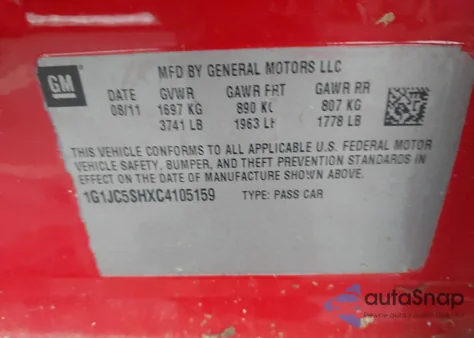 GM
MFD BY GENERAL MOTORS LLC
DATE GVWR GAWR FRT GAWR RR
08/11 1697 KG 890 KG 807 KG
3741 LB 1963 LB 1778 LB
THIS VEHICLE CONFORMS TO ALL APPLICABLE U.S. FEDERAL MOTOR
VEHICLE SAFETY, BUMPER, AND THEFT PREVENTION STANDARDS IN
EFFECT ON THE DATE OF MANUFACTURE SHOWN ABOVE.
1G1JC5SHXC4105159 TYPE: PASS CAR
autoSnap